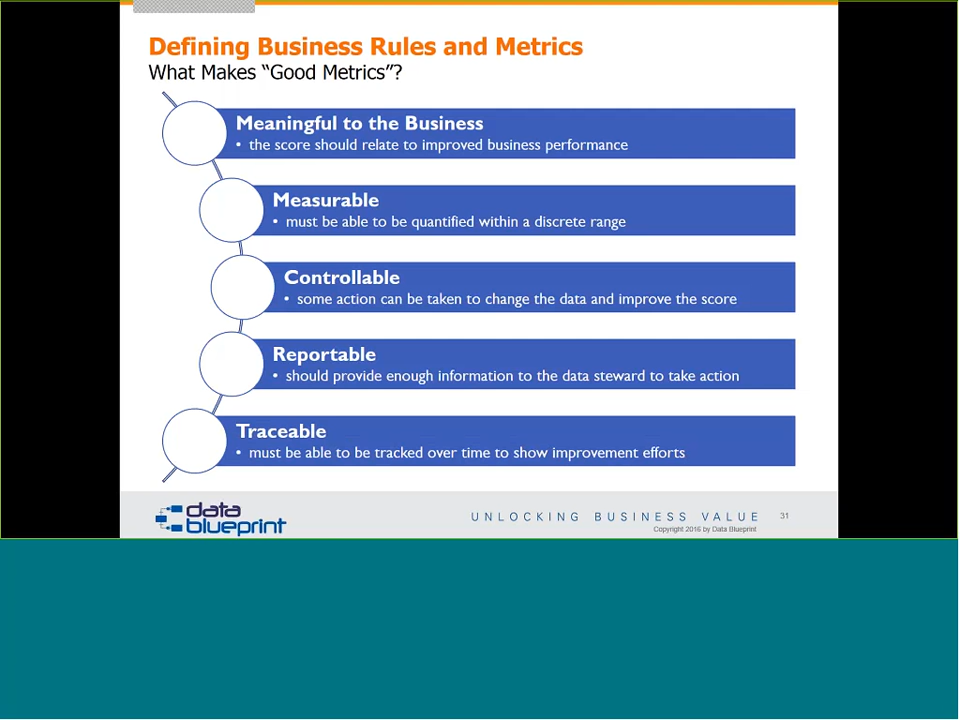 Defining Business Rules and Metrics
What Makes “Good Metrics”?
Meaningful to the Business
• the score should relate to improved business performance
Measurable
• must be able to be quantified within a discrete range
Controllable
• some action can be taken to change the data and improve the score
Reportable
• should provide enough information to the data steward to take action
Traceable
• must be able to be tracked over time to show improvement efforts
data
blueprint
UNLOCKING BUSINESS VALUE 31
Copyright 2016 by Data Blueprint